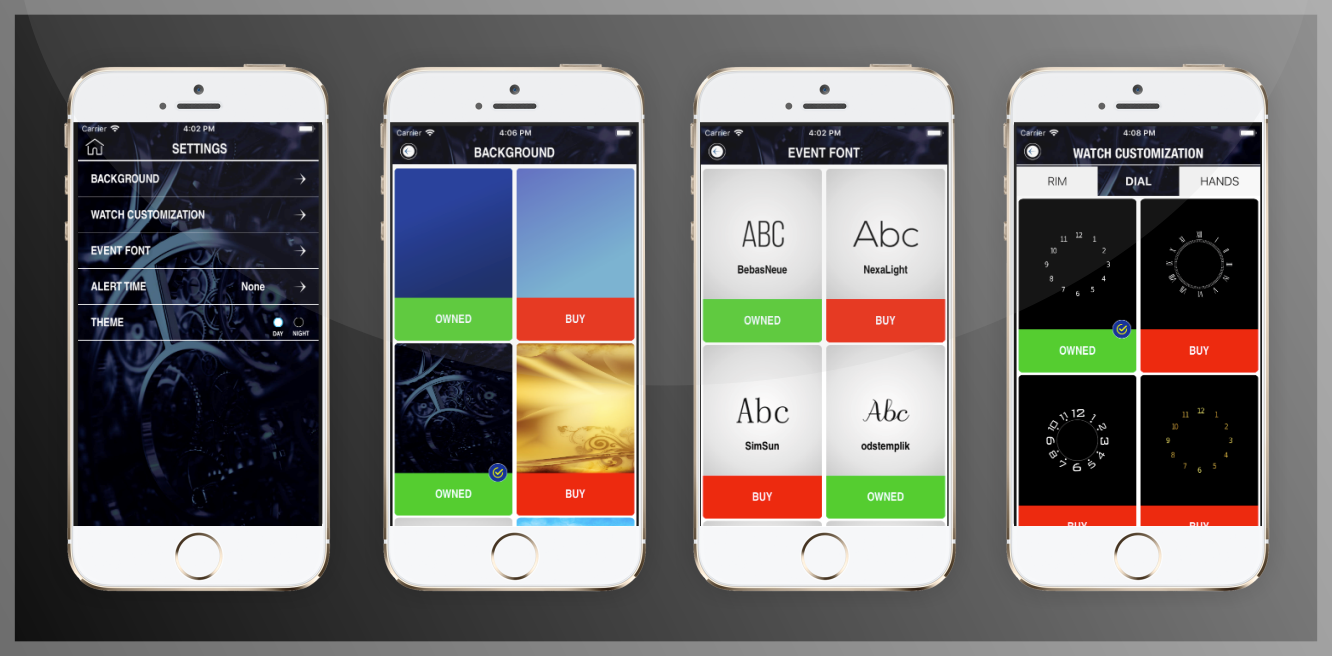 Carrier 4:02 PM
SETTINGS
BACKGROUND
WATCH CUSTOMIZATION
EVENT FONT
ALERT TIME None
THEME
DAY NIGHT
Carrier 4:06 PM
BACKGROUND
OWNED BUY
OWNED BUY
Carrier 4:02 PM
EVENT FONT
ABC Abc
BebasNeue NexaLight
OWNED BUY
Abc Abc
SimSun odstemplik
BUY OWNED
Carrier 4:08 PM
WATCH CUSTOMIZATION
RIM DIAL HANDS
12 1 2 3 4 5 6 7 8 9 10 11
OWNED BUY
12 1 2 3 4 5 6 7 8 9 10 11
12 1 2 3 4 5 6 7 8 9 10 11
BUY BUY